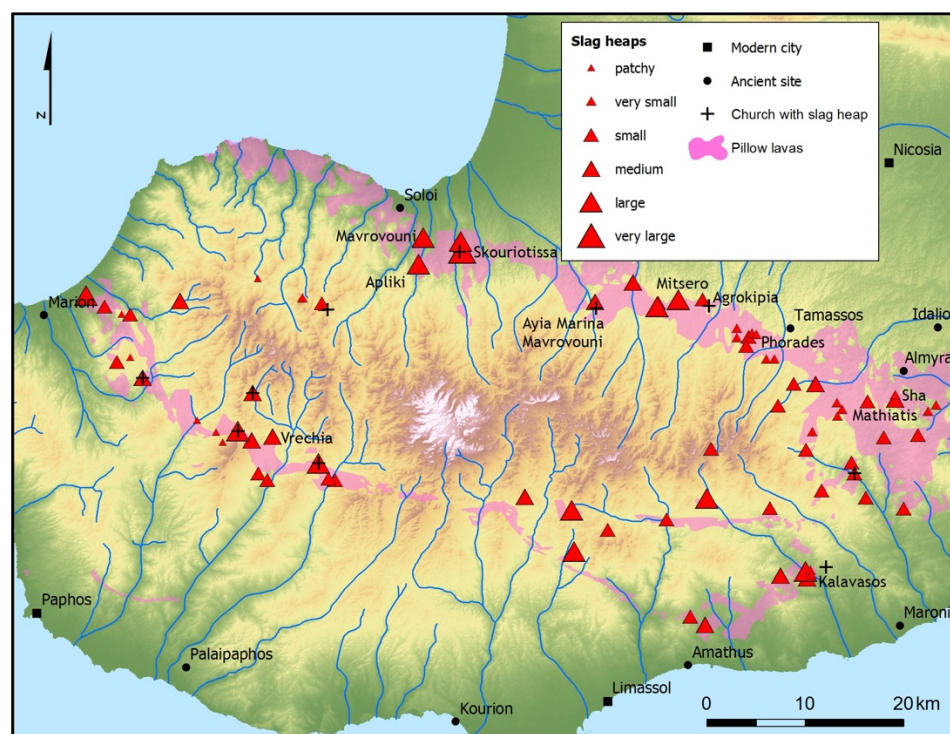 Slag heaps
patchy
very small
small
medium
large
very large
Modern city
Ancient site
Church with slag heap
Pillow lavas
N
Nicosia
Soloi
Mavrovouni
Skouriotissa
Apliki
Mitsero
Agrokipia
Marion
Ayia Marina
Mavrovouni
Tamassos
Idalio
Phorades
Almyra
Sha
Mathiatis
Vrechia
Kalavasos
Paphos
Maroni
Palaipaphos
Amathus
Limassol
Kourion
0 10 20 km